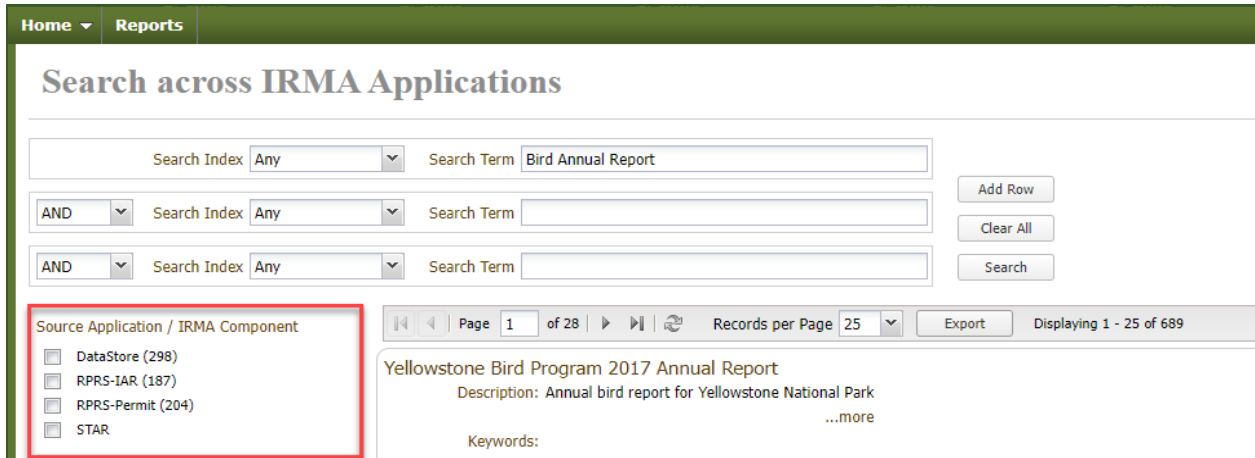 Home Reports
Search across IRMA Applications
Search Index Any Search Term Bird Annual Report
Add Row
AND Search Index Any Search Term
Clear All
AND Search Index Any Search Term
Search
Source Application / IRMA Component
DataStore (298)
RPRS-IAR (187)
RPRS-Permit (204)
STAR
Page 1 of 28 Records per Page 25 Export Displaying 1 - 25 of 689
Yellowstone Bird Program 2017 Annual Report
Description: Annual bird report for Yellowstone National Park
...more
Keywords: